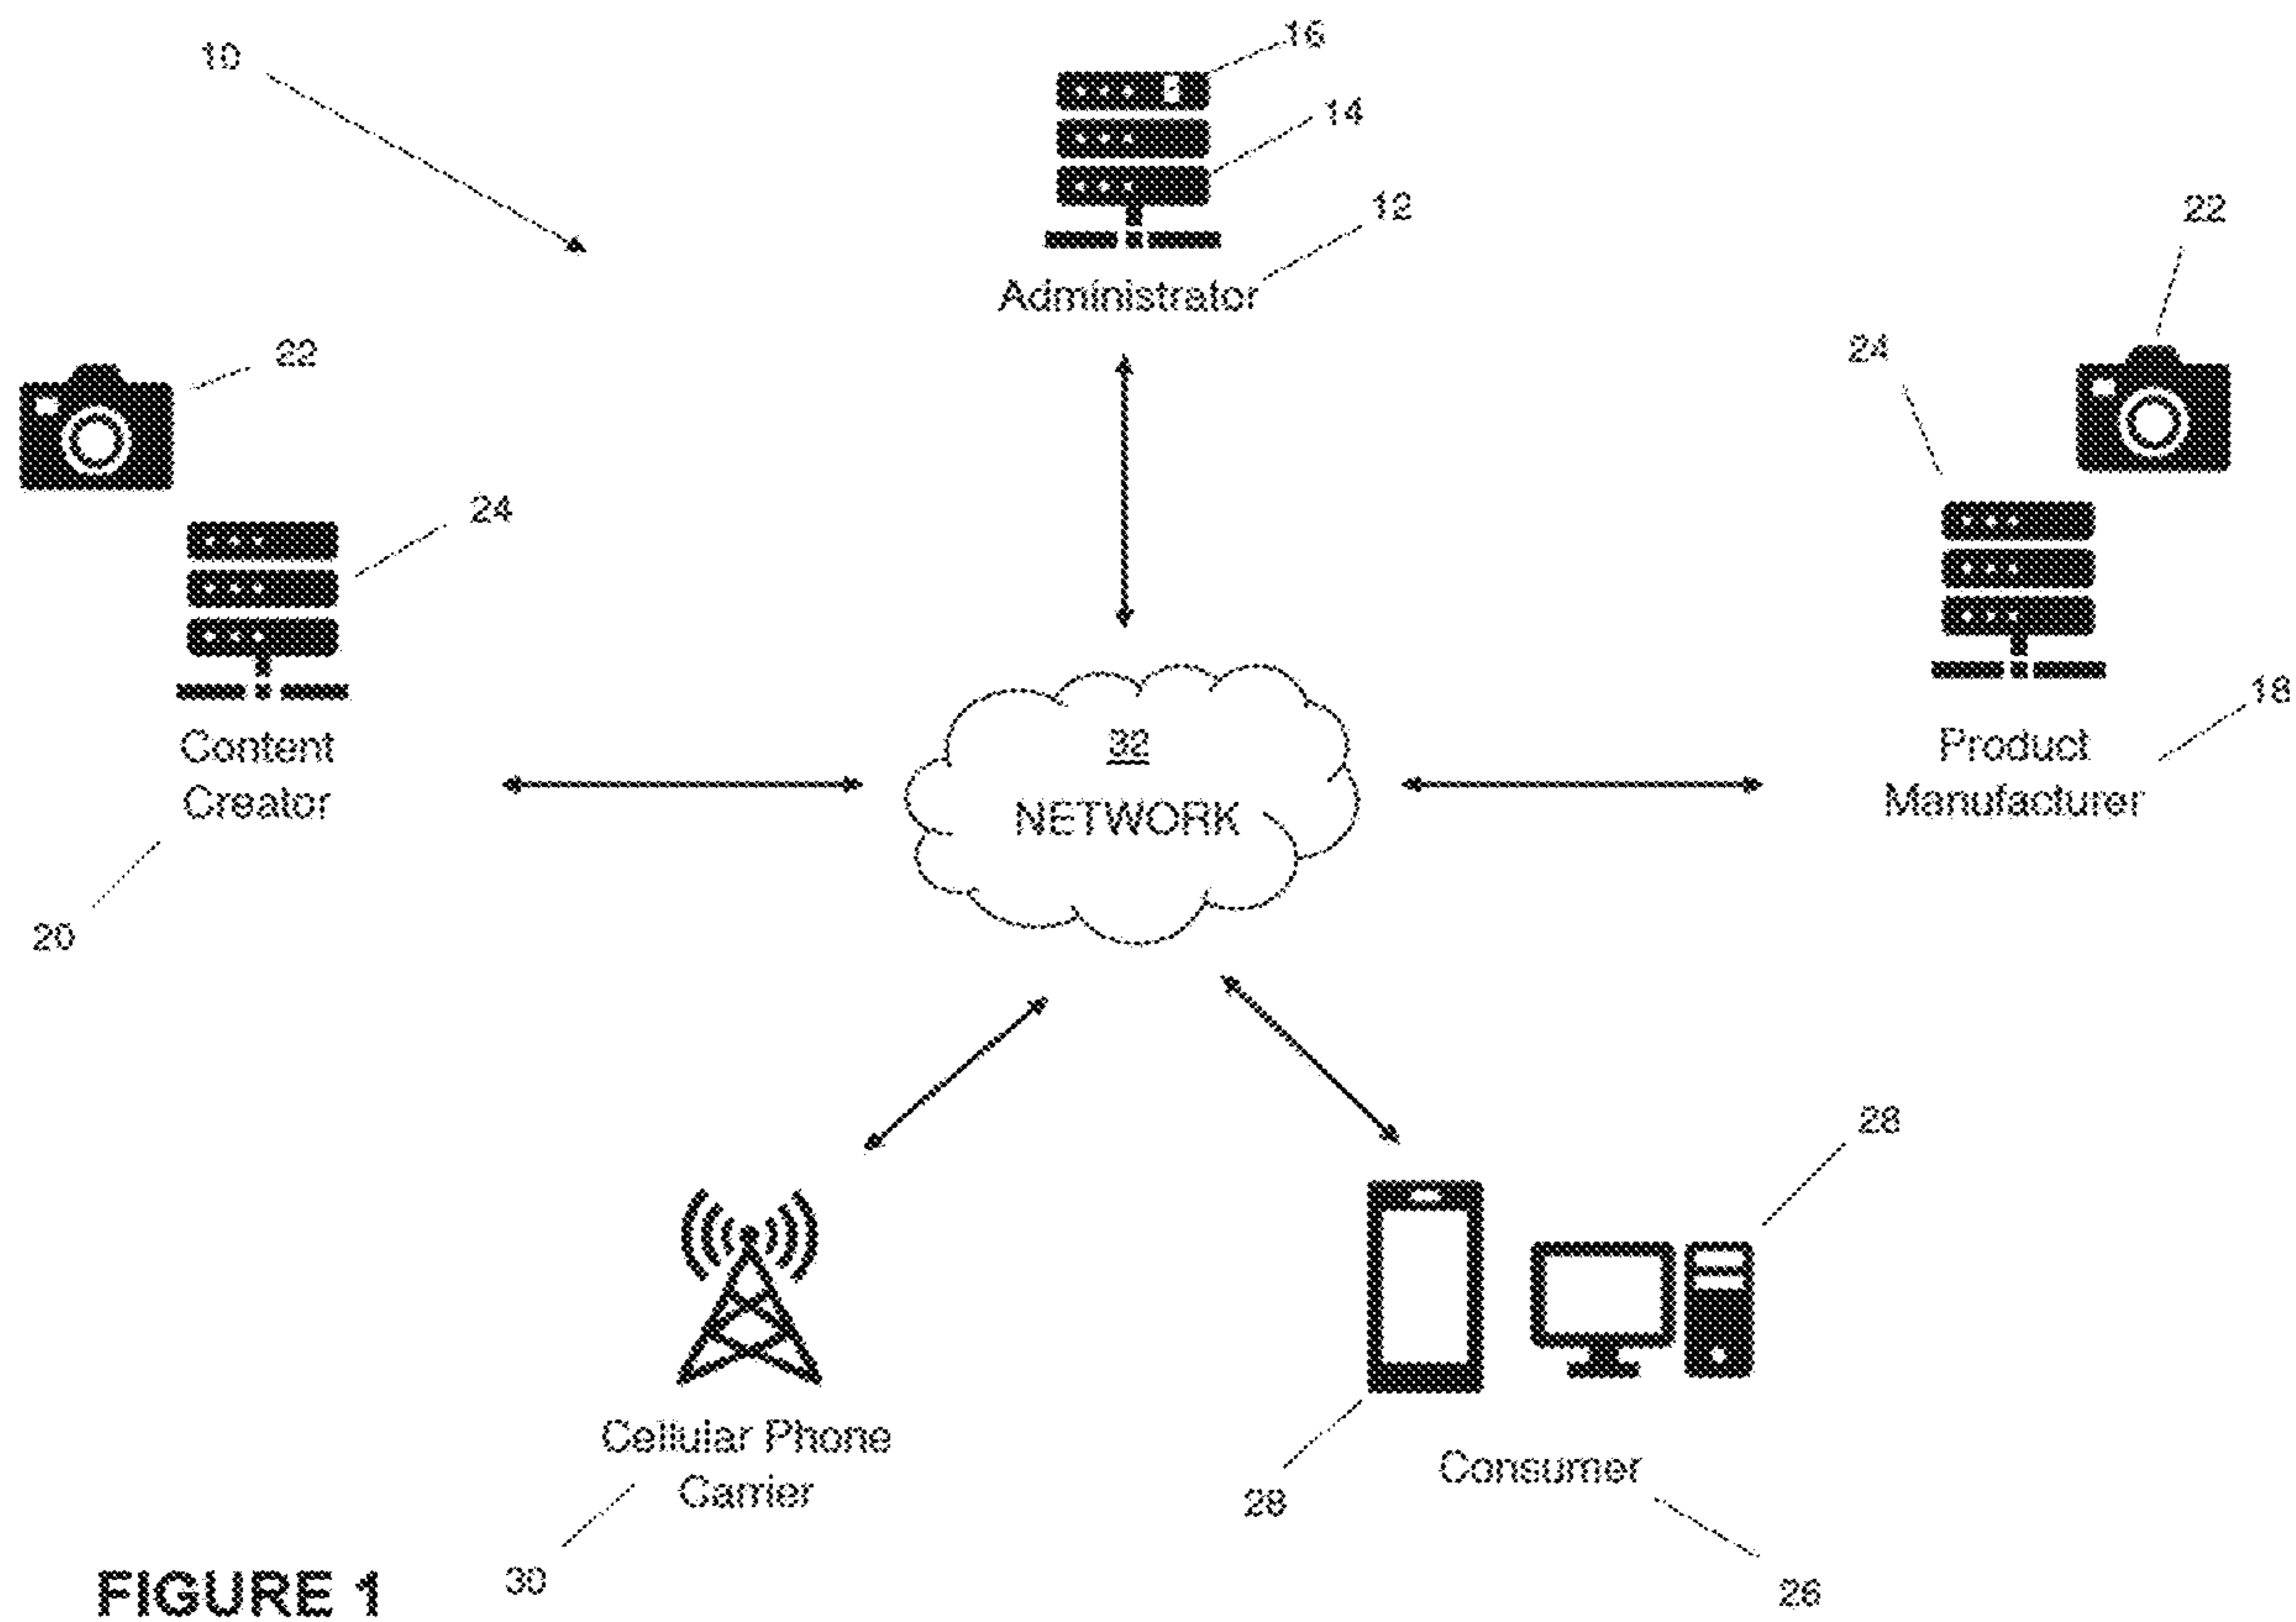 10
16
14
12
Administrator
22
24
22
24
Content
Creator
20
32
NETWORK
18
Product
Manufacturer
28
Cellular Phone
Carrier
30
28
Consumer
26
FIGURE 1